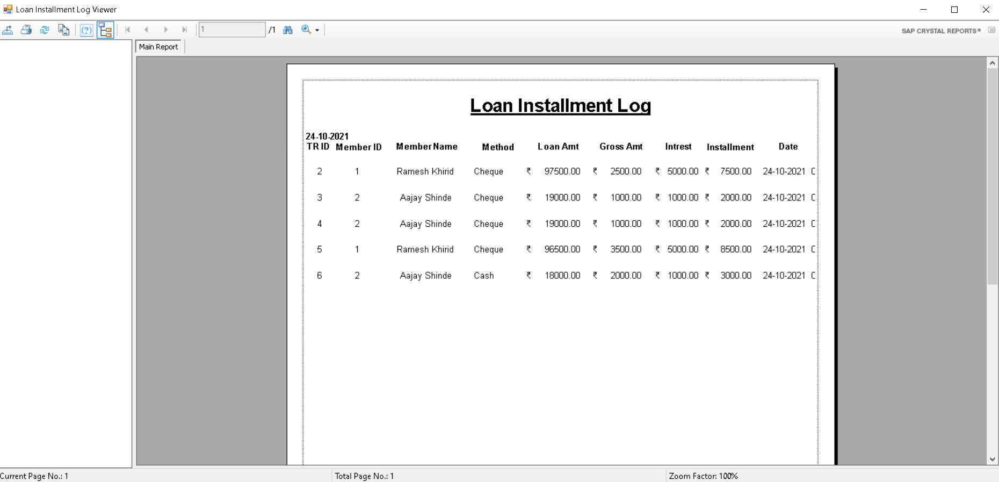 Loan Installment Log Viewer
1 /1
SAP CRYSTAL REPORTS®
Main Report
Loan Installment Log
24-10-2021
TR ID Member ID Member Name Method Loan Amt Gross Amt Intrest Installment Date
2 1 Ramesh Khirid Cheque ₹ 97500.00 ₹ 2500.00 ₹ 5000.00 ₹ 7500.00 24-10-2021
3 2 Aajay Shinde Cheque ₹ 19000.00 ₹ 1000.00 ₹ 1000.00 ₹ 2000.00 24-10-2021
4 2 Aajay Shinde Cheque ₹ 19000.00 ₹ 1000.00 ₹ 1000.00 ₹ 2000.00 24-10-2021
5 1 Ramesh Khirid Cheque ₹ 96500.00 ₹ 3500.00 ₹ 5000.00 ₹ 8500.00 24-10-2021
6 2 Aajay Shinde Cash ₹ 18000.00 ₹ 2000.00 ₹ 1000.00 ₹ 3000.00 24-10-2021
Current Page No.: 1 Total Page No.: 1 Zoom Factor: 100%